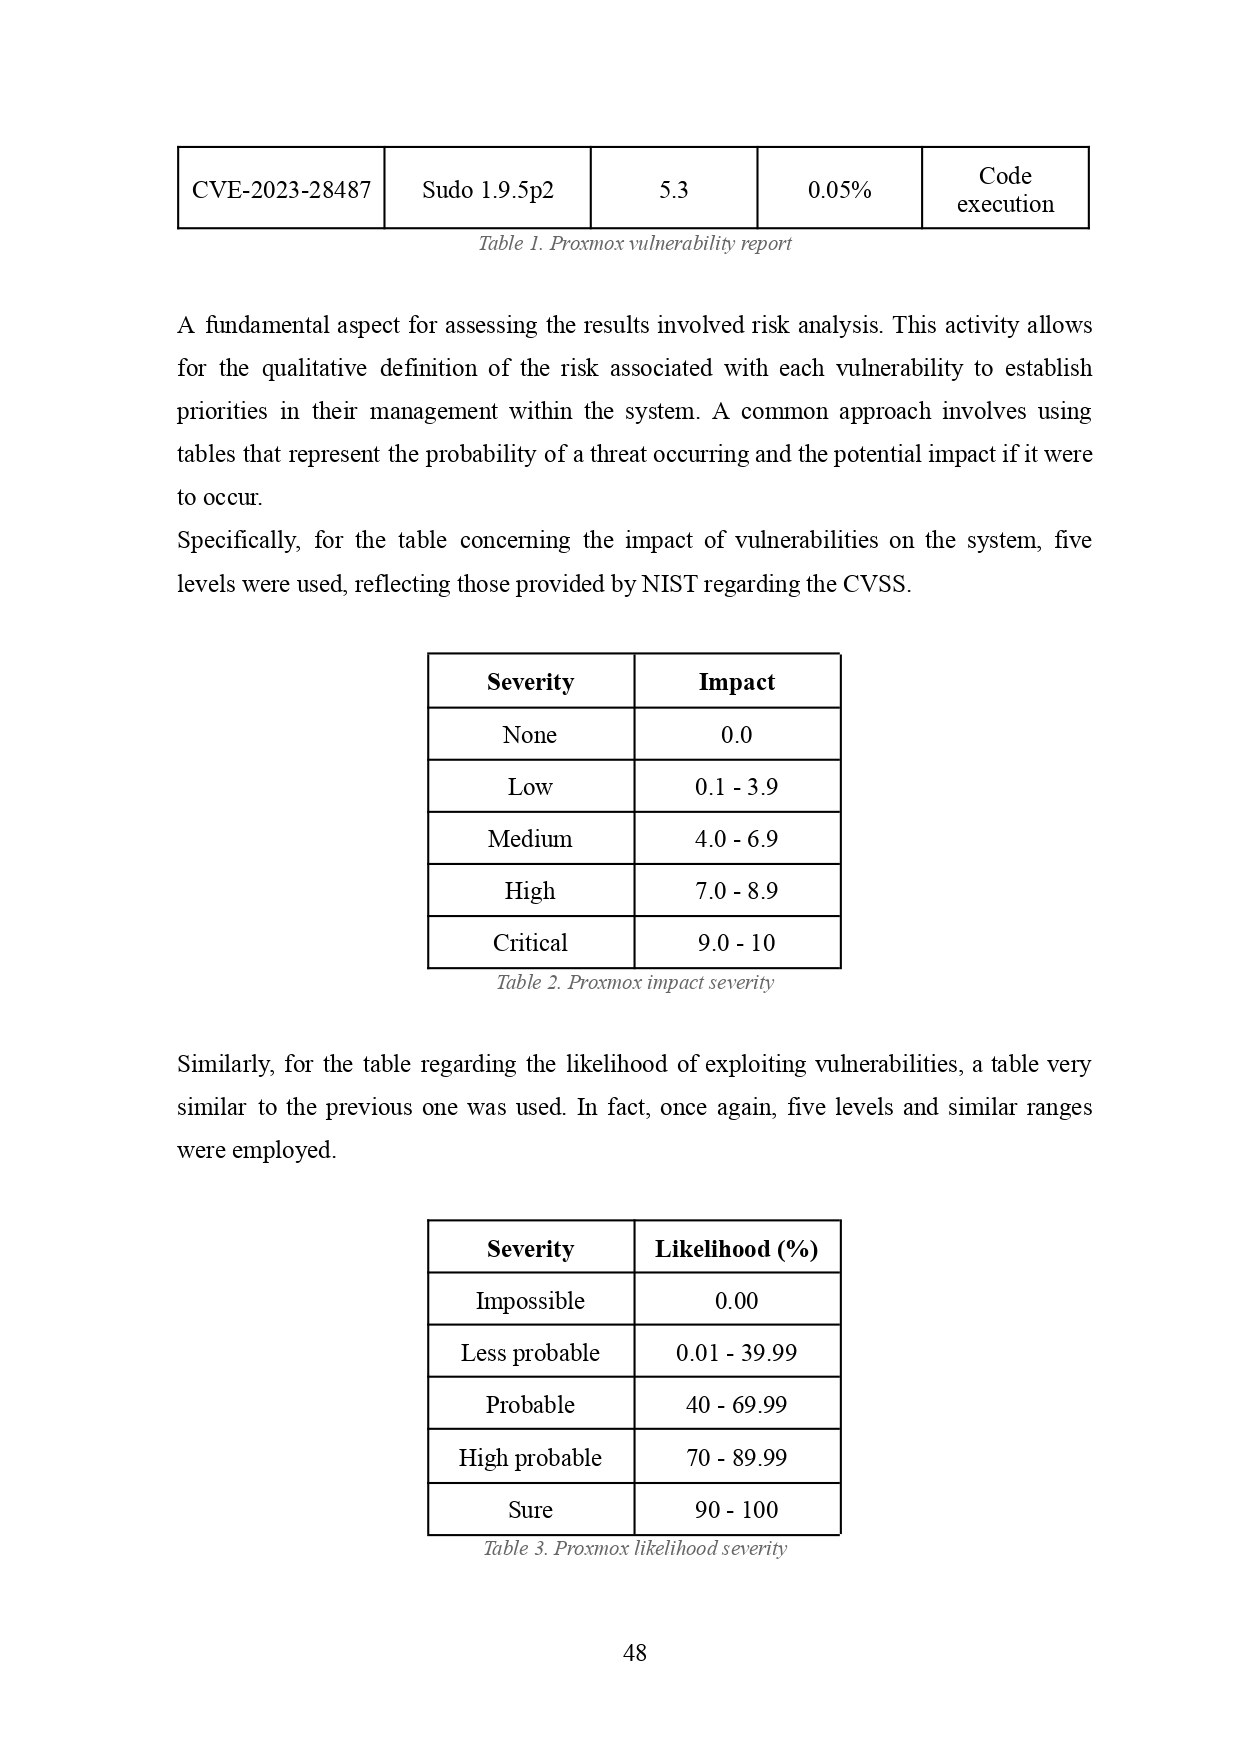 CVE-2023-28487 Sudo 1.9.5p2 5.3 0.05% Code execution
Table 1. Proxmox vulnerability report
A fundamental aspect for assessing the results involved risk analysis. This activity allows
for the qualitative definition of the risk associated with each vulnerability to establish
priorities in their management within the system. A common approach involves using
tables that represent the probability of a threat occurring and the potential impact if it were
to occur.
Specifically, for the table concerning the impact of vulnerabilities on the system, five
levels were used, reflecting those provided by NIST regarding the CVSS.
Severity Impact
None 0.0
Low 0.1 - 3.9
Medium 4.0 - 6.9
High 7.0 - 8.9
Critical 9.0 - 10
Table 2. Proxmox impact severity
Similarly, for the table regarding the likelihood of exploiting vulnerabilities, a table very
similar to the previous one was used. In fact, once again, five levels and similar ranges
were employed.
Severity Likelihood (%)
Impossible 0.00
Less probable 0.01 - 39.99
Probable 40 - 69.99
High probable 70 - 89.99
Sure 90 - 100
Table 3. Proxmox likelihood severity
48